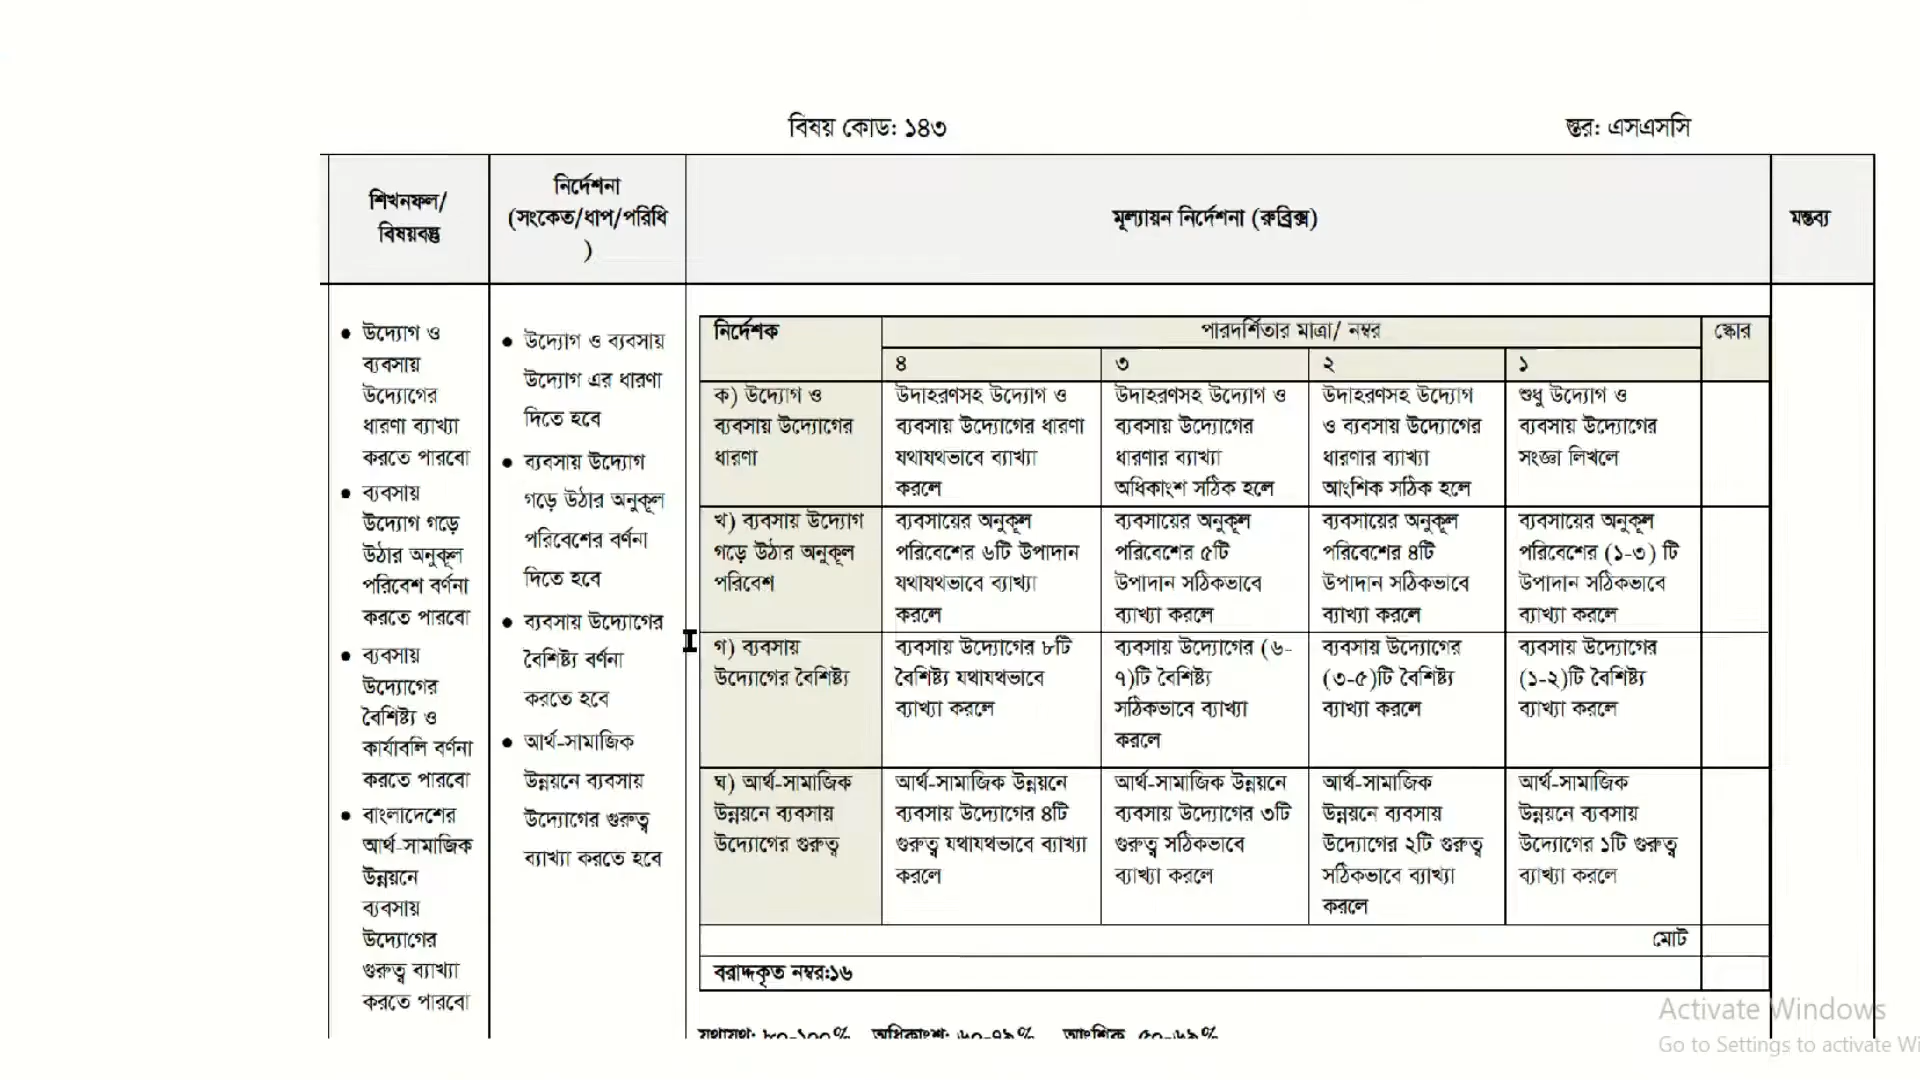 বিষয় কোড: ১৪৩
স্তর: এসএসসি
শিখনফল/
বিষয়বস্তু
নির্দেশনা
(সংকেত/ধাপ/পরিধি
)
মূল্যায়ন নির্দেশনা (রুব্রিক্স)
মন্তব্য
● উদ্যোগ ও
ব্যবসায়
উদ্যোগের
ধারণা ব্যাখ্যা
করতে পারবো
● ব্যবসায়
উদ্যোগ গড়ে
উঠার অনুকূল
পরিবেশ বর্ণনা
করতে পারবো
● ব্যবসায়
উদ্যোগের
বৈশিষ্ট্য ও
কার্যাবলি বর্ণনা
করতে পারবো
● বাংলাদেশের
আর্থ-সামাজিক
উন্নয়নে
ব্যবসায়
উদ্যোগের
গুরুত্ব ব্যাখ্যা
করতে পারবো
● উদ্যোগ ও ব্যবসায়
উদ্যোগ এর ধারণা
দিতে হবে
● ব্যবসায় উদ্যোগ
গড়ে উঠার অনুকূল
পরিবেশের বর্ণনা
দিতে হবে
● ব্যবসায় উদ্যোগের
বৈশিষ্ট্য বর্ণনা
করতে হবে
● আর্থ-সামাজিক
উন্নয়নে ব্যবসায়
উদ্যোগের গুরুত্ব
ব্যাখ্যা করতে হবে
নির্দেশক
পারদর্শিতার মাত্রা/ নম্বর
স্কোর
৪
৩
২
১
ক) উদ্যোগ ও
ব্যবসায় উদ্যোগের
ধারণা
উদাহরণসহ উদ্যোগ ও
ব্যবসায় উদ্যোগের ধারণা
যথাযথভাবে ব্যাখ্যা
করলে
উদাহরণসহ উদ্যোগ ও
ব্যবসায় উদ্যোগের
ধারণার ব্যাখ্যা
অধিকাংশ সঠিক হলে
উদাহরণসহ উদ্যোগ
ও ব্যবসায় উদ্যোগের
ধারণার ব্যাখ্যা
আংশিক সঠিক হলে
শুধু উদ্যোগ ও
ব্যবসায় উদ্যোগের
সংজ্ঞা লিখলে
খ) ব্যবসায় উদ্যোগ
গড়ে উঠার অনুকূল
পরিবেশ
ব্যবসায়ের অনুকূল
পরিবেশের ৬টি উপাদান
যথাযথভাবে ব্যাখ্যা
করলে
ব্যবসায়ের অনুকূল
পরিবেশের ৫টি
উপাদান সঠিকভাবে
ব্যাখ্যা করলে
ব্যবসায়ের অনুকূল
পরিবেশের ৪টি
উপাদান সঠিকভাবে
ব্যাখ্যা করলে
ব্যবসায়ের অনুকূল
পরিবেশের (১-৩) টি
উপাদান সঠিকভাবে
ব্যাখ্যা করলে
গ) ব্যবসায়
উদ্যোগের বৈশিষ্ট্য
ব্যবসায় উদ্যোগের ৮টি
বৈশিষ্ট্য যথাযথভাবে
ব্যাখ্যা করলে
ব্যবসায় উদ্যোগের (৬-
৭)টি বৈশিষ্ট্য
সঠিকভাবে ব্যাখ্যা
করলে
ব্যবসায় উদ্যোগের
(৩-৫)টি বৈশিষ্ট্য
ব্যাখ্যা করলে
ব্যবসায় উদ্যোগের
(১-২)টি বৈশিষ্ট্য
ব্যাখ্যা করলে
ঘ) আর্থ-সামাজিক
উন্নয়নে ব্যবসায়
উদ্যোগের গুরুত্ব
আর্থ-সামাজিক উন্নয়নে
ব্যবসায় উদ্যোগের ৪টি
গুরুত্ব যথাযথভাবে ব্যাখ্যা
করলে
আর্থ-সামাজিক উন্নয়নে
ব্যবসায় উদ্যোগের ৩টি
গুরুত্ব সঠিকভাবে
ব্যাখ্যা করলে
আর্থ-সামাজিক
উন্নয়নে ব্যবসায়
উদ্যোগের ২টি গুরুত্ব
সঠিকভাবে ব্যাখ্যা
করলে
আর্থ-সামাজিক
উন্নয়নে ব্যবসায়
উদ্যোগের ১টি গুরুত্ব
ব্যাখ্যা করলে
মোট
বরাদ্দকৃত নম্বর:১৬
যথাযথ: ৮০-১০০% অধিকাংশ: ৬০-৭৯% আংশিক ৫০-৬৯%
Activate Windows
Go to Settings to activate Wi